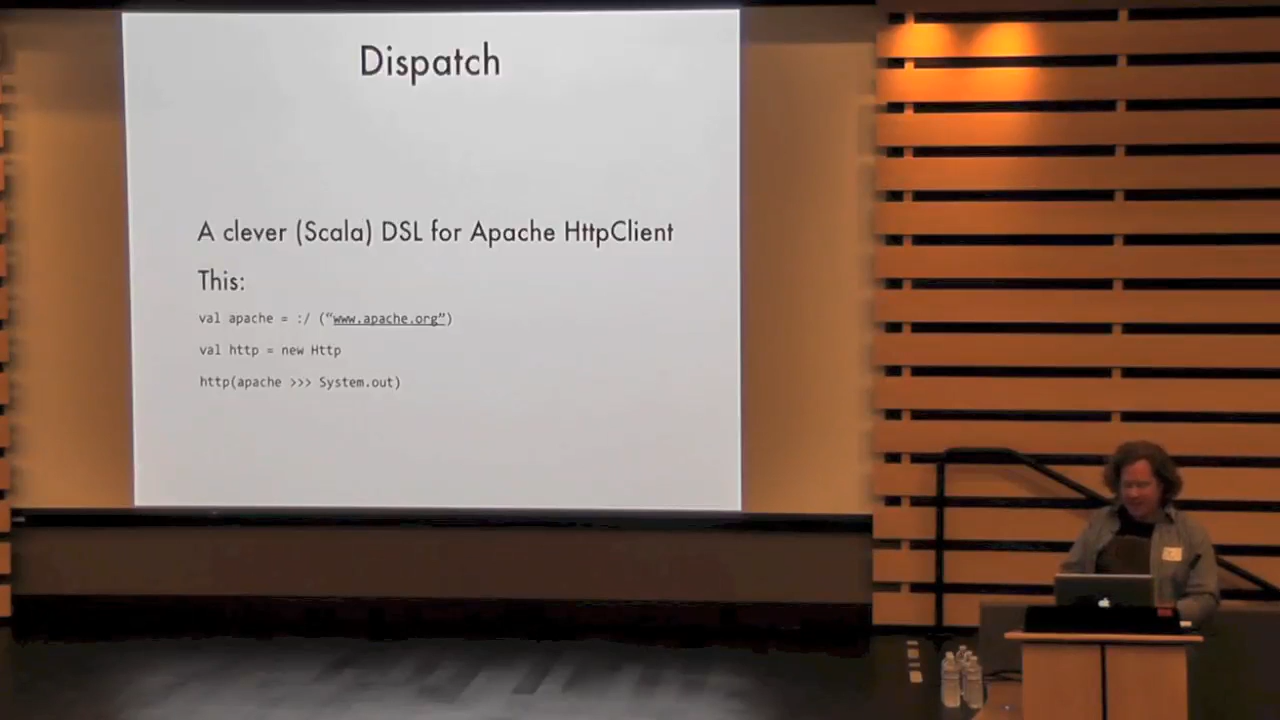 Dispatch
A clever (Scala) DSL for Apache HttpClient
This:
val apache = :/ (“www.apache.org”)
val http = new Http
http(apache >>> System.out)